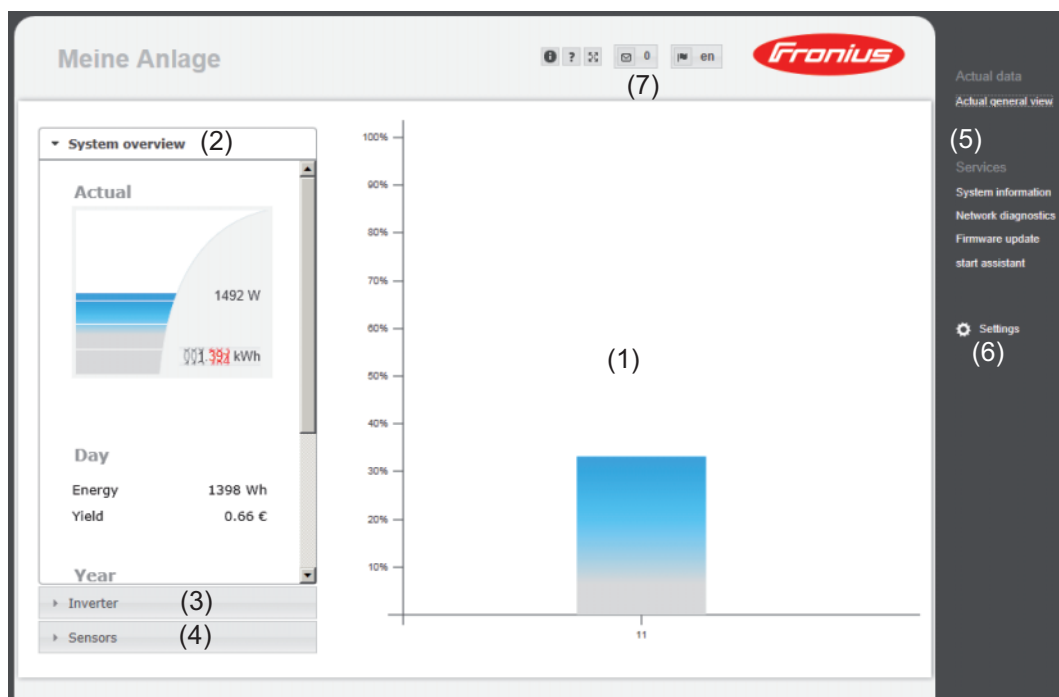 Meine Anlage
? 0 en
Fronius
(7)
System overview (2)
Actual
1492 W
kWh
Day
Energy 1398 Wh
Yield 0.66 €
Year
Inverter (3)
Sensors (4)
100%
90%
80%
70%
60%
50%
40%
30%
20%
10%
(1)
11
Actual data
Actual general view
(5)
Services
System information
Network diagnostics
Firmware update
start assistant
Settings
(6)